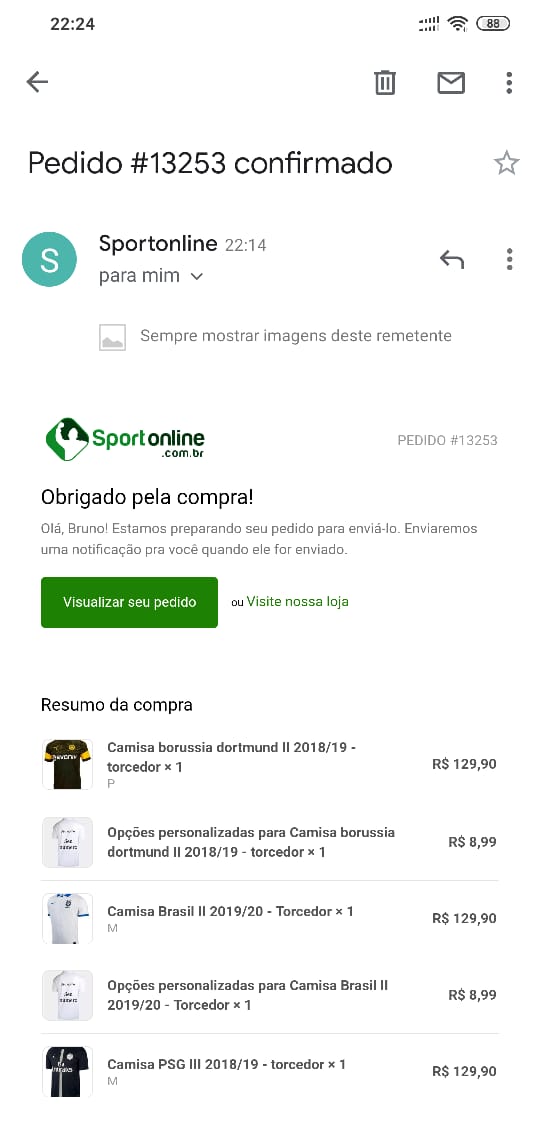 22:24
88
Pedido #13253 confirmado
S
Sportonline 22:14
para mim
Sempre mostrar imagens deste remetente
Sportonline
.com.br
PEDIDO #13253
Obrigado pela compra!
Olá, Bruno! Estamos preparando seu pedido para enviá-lo. Enviaremos
uma notificação pra você quando ele for enviado.
Visualizar seu pedido
ou Visite nossa loja
Resumo da compra
Camisa borussia dortmund II 2018/19 -
torcedor × 1
P
R$ 129,90
Opções personalizadas para Camisa borussia
dortmund II 2018/19 - torcedor × 1
R$ 8,99
Camisa Brasil II 2019/20 - Torcedor × 1
M
R$ 129,90
Opções personalizadas para Camisa Brasil II
2019/20 - Torcedor × 1
R$ 8,99
Camisa PSG III 2018/19 - torcedor × 1
M
R$ 129,90